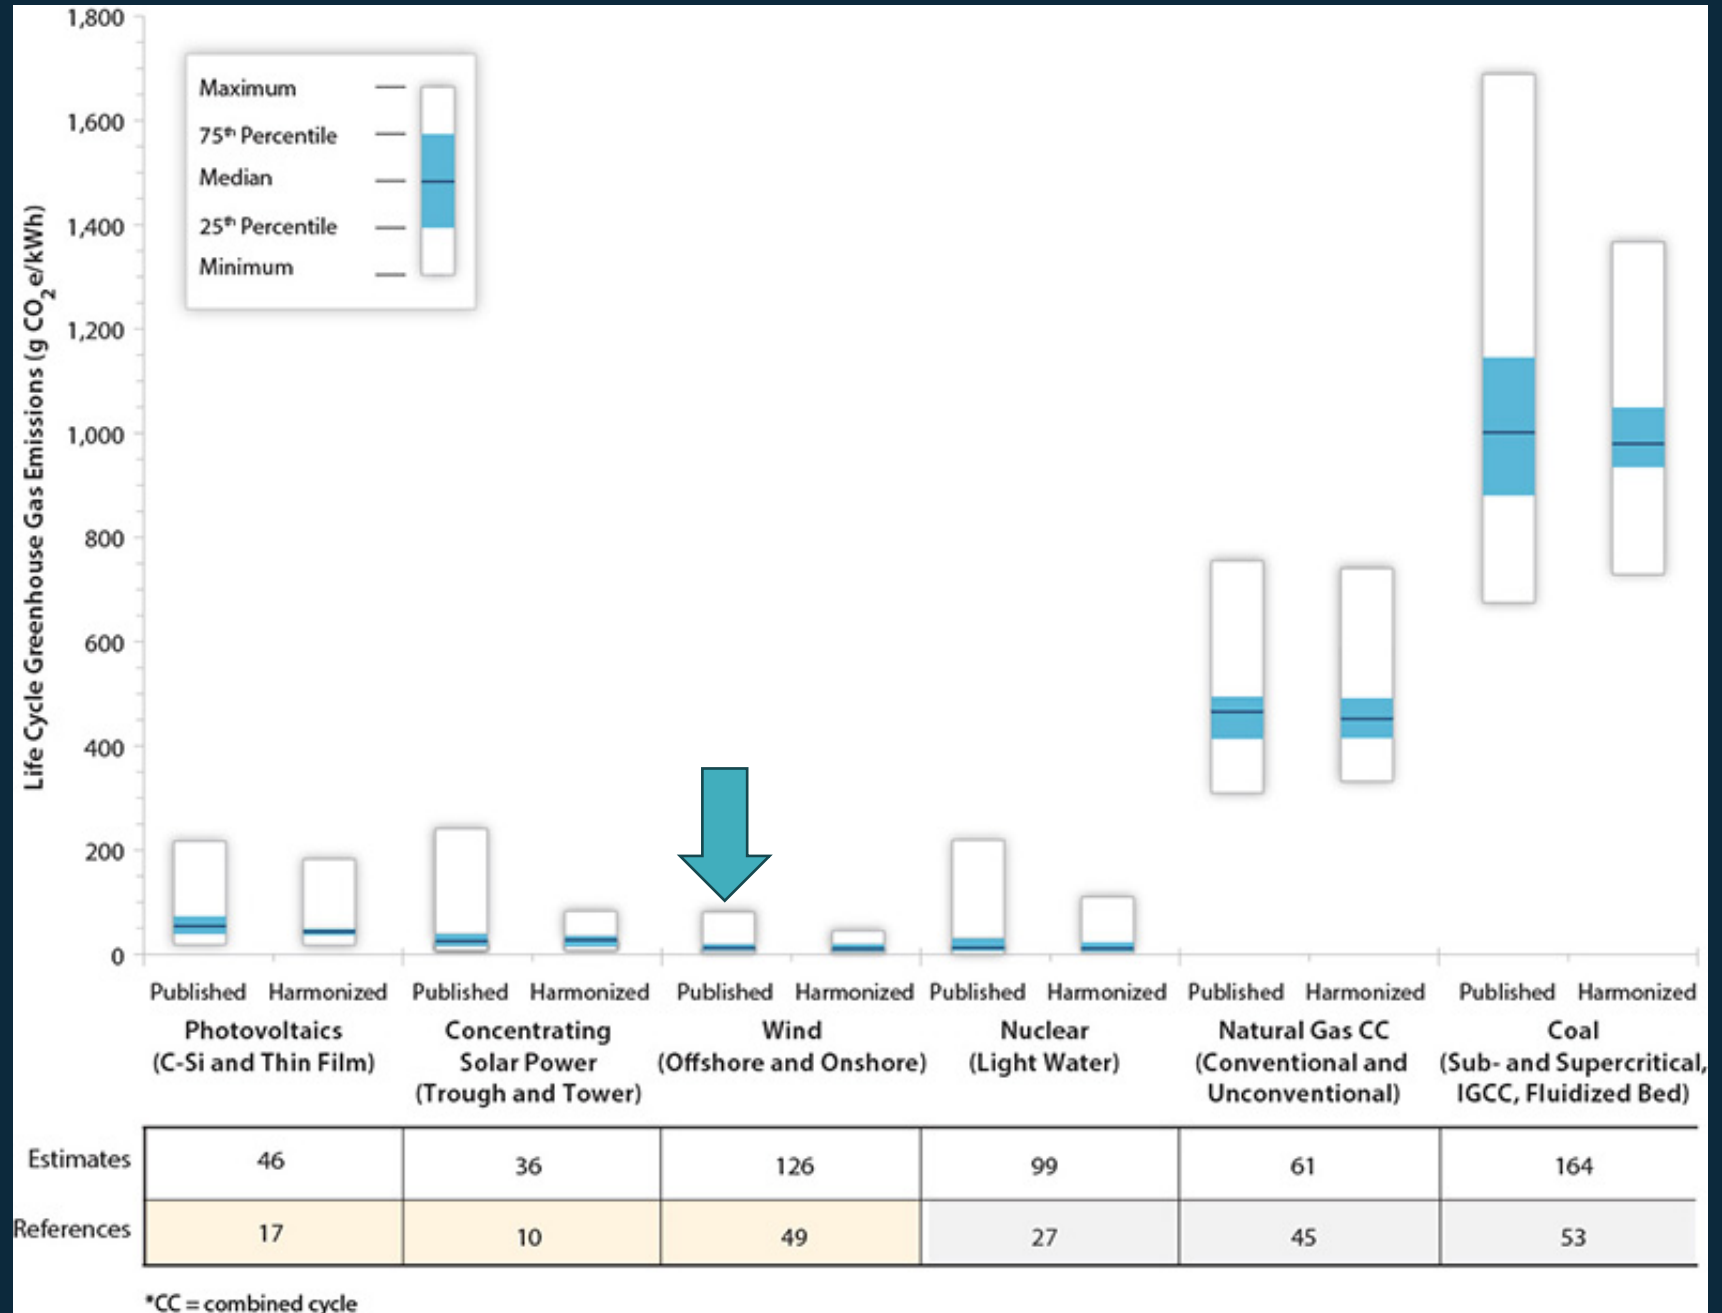 Life Cycle Greenhouse Gas Emissions (g CO2e/kWh)
1,800
1,600
1,400
1,200
1,000
800
600
400
200
0
Maximum
75th Percentile
Median
25th Percentile
Minimum
Published Harmonized Published Harmonized Published Harmonized Published Harmonized Published Harmonized Published Harmonized
Photovoltaics
(C-Si and Thin Film)
Concentrating
Solar Power
(Trough and Tower)
Wind
(Offshore and Onshore)
Nuclear
(Light Water)
Natural Gas CC
(Conventional and
Unconventional)
Coal
(Sub- and Supercritical,
IGCC, Fluidized Bed)
Estimates 46 36 126 99 61 164
References 17 10 49 27 45 53
*CC = combined cycle